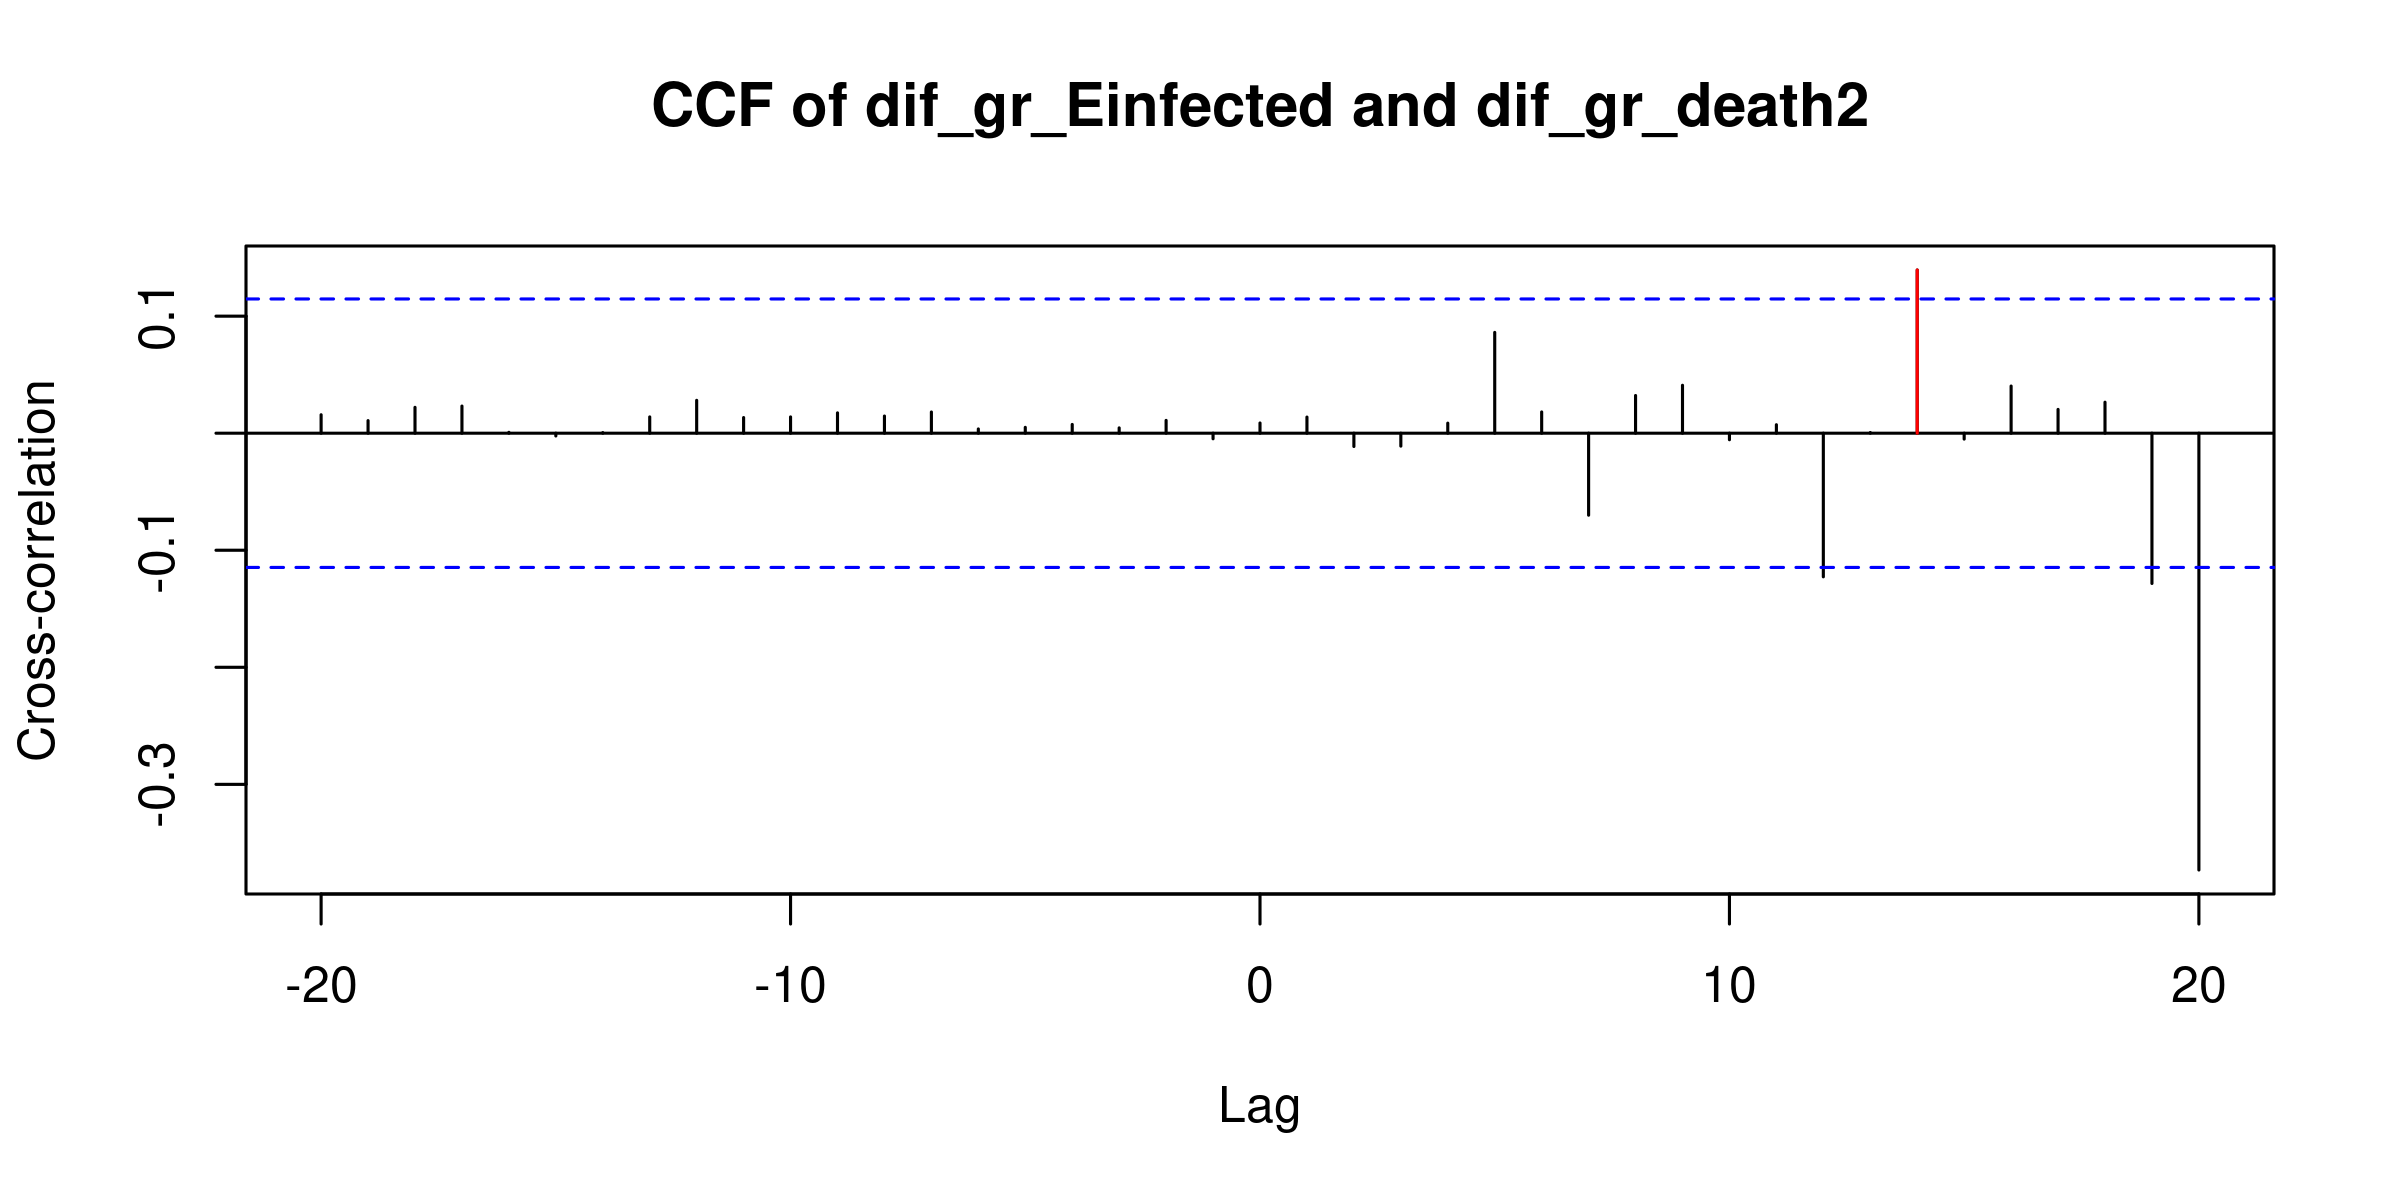 CCF of dif_gr_Einfected and dif_gr_death2
Cross-correlation
0.1
-0.1
-0.3
-20 -10 0 10 20
Lag